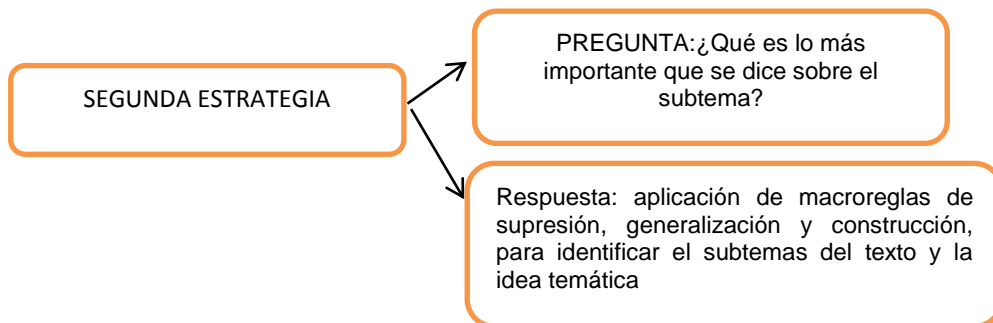 SEGUNDA ESTRATEGIA
PREGUNTA:¿Qué es lo más
importante que se dice sobre el
subtema?
Respuesta: aplicación de macroreglas de
supresión, generalización y construcción,
para identificar el subtemas del texto y la
idea temática